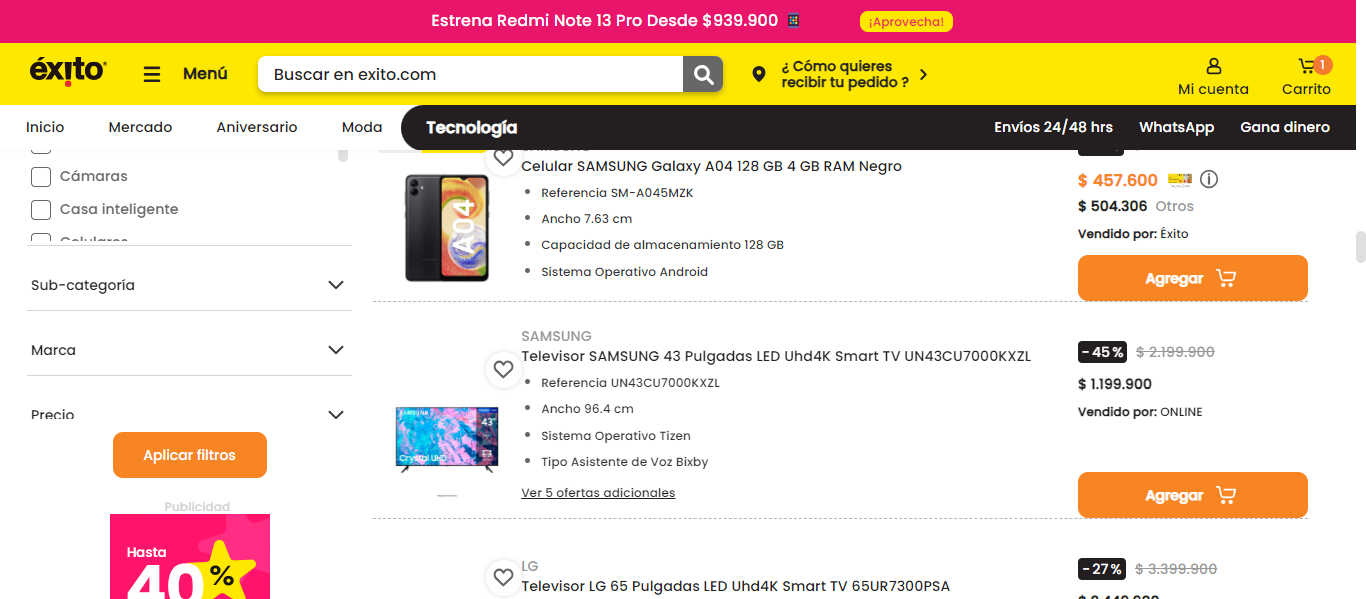 Estrena Redmi Note 13 Pro Desde $939.900
¡Aprovecha!
éxito
Menú
Buscar en exito.com
¿ Cómo quieres
recibir tu pedido ?
Mi cuenta
1
Carrito
Inicio
Mercado
Aniversario
Moda
Tecnología
Envíos 24/48 hrs
WhatsApp
Gana dinero
Cámaras
Casa inteligente
Celulares
Sub-categoría
Marca
Precio
Aplicar filtros
Publicidad
Hasta
40%
A04
SAMSUNG
Celular SAMSUNG Galaxy A04 128 GB 4 GB RAM Negro
Referencia SM-A045MZK
Ancho 7.63 cm
Capacidad de almacenamiento 128 GB
Sistema Operativo Android
$ 457.600
$ 504.306 Otros
Vendido por: Éxito
Agregar
SAMSUNG
43"
Crystal UHD
SAMSUNG
Televisor SAMSUNG 43 Pulgadas LED Uhd4K Smart TV UN43CU7000KXZL
Referencia UN43CU7000KXZL
Ancho 96.4 cm
Sistema Operativo Tizen
Tipo Asistente de Voz Bixby
Ver 5 ofertas adicionales
- 45 % $ 2.199.900
$ 1.199.900
Vendido por: ONLINE
Agregar
LG
Televisor LG 65 Pulgadas LED Uhd4K Smart TV 65UR7300PSA
- 27 % $ 3.399.900